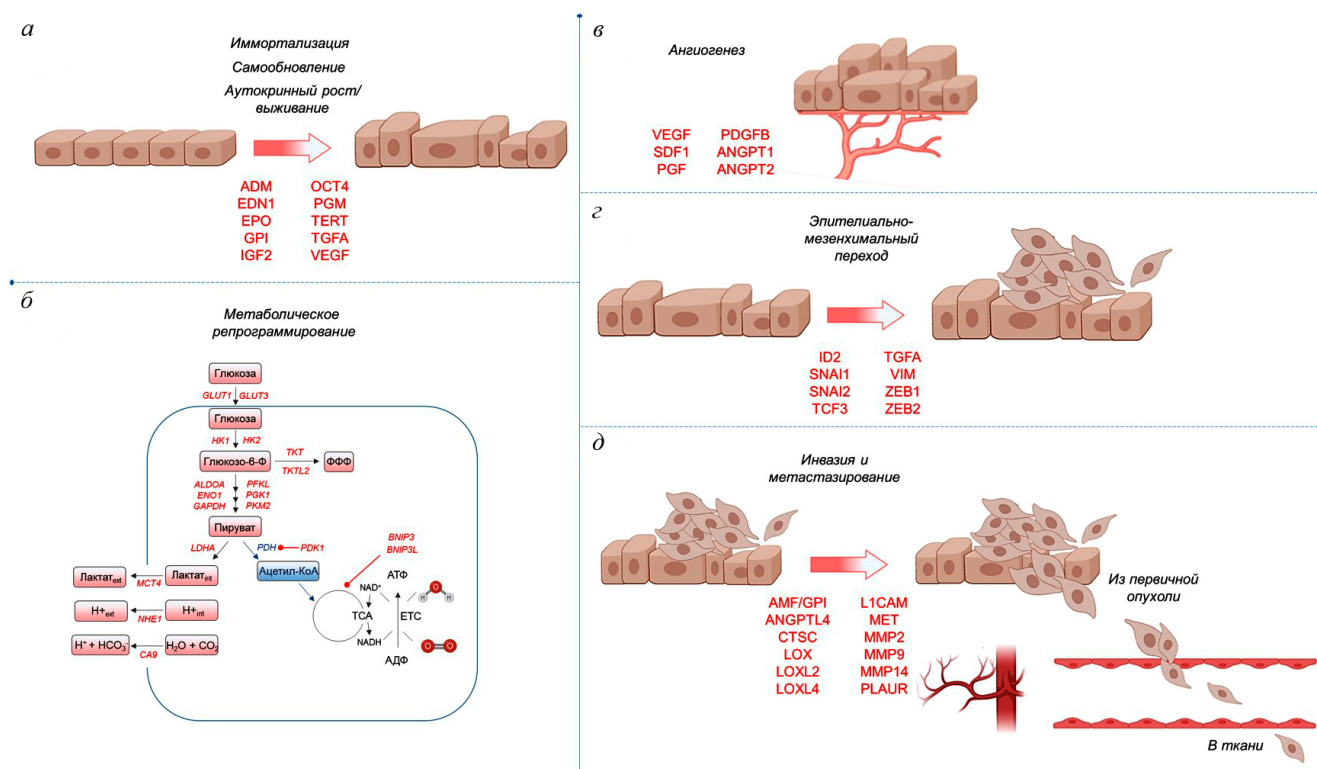 а
Иммортализация
Самообновление
Аутокринный рост/
выживание
ADM OCT4
EDN1 PGM
EPO TERT
GPI TGFA
IGF2 VEGF
б
Метаболическое
репрограммирование
Глюкоза
GLUT1 GLUT3
Глюкоза
HK1 HK2
Глюкозо-6-Ф
TKT
TKTL2
ФФФ
ALDOA PFKL
ENO1 PGK1
GAPDH PKM2
Пируват
LDHA
PDH
PDK1
BNIP3
BNIP3L
Лактатext
MCT4
Лактатint
Ацетил-КоА
АТФ
NAD+
H H
O
TCA
ETC
NADH
O O
АДФ
H+ext
NHE1
H+int
H+ + HCO3-
CA9
H2O + CO2
в
Ангиогенез
VEGF PDGFB
SDF1 ANGPT1
PGF ANGPT2
г
Эпителиально-
мезенхимальный
переход
ID2 TGFA
SNAI1 VIM
SNAI2 ZEB1
TCF3 ZEB2
д
Инвазия и
метастазирование
AMF/GPI L1CAM
ANGPTL4 MET
CTSC MMP2
LOX MMP9
LOXL2 MMP14
LOXL4 PLAUR
Из первичной
опухоли
В ткани